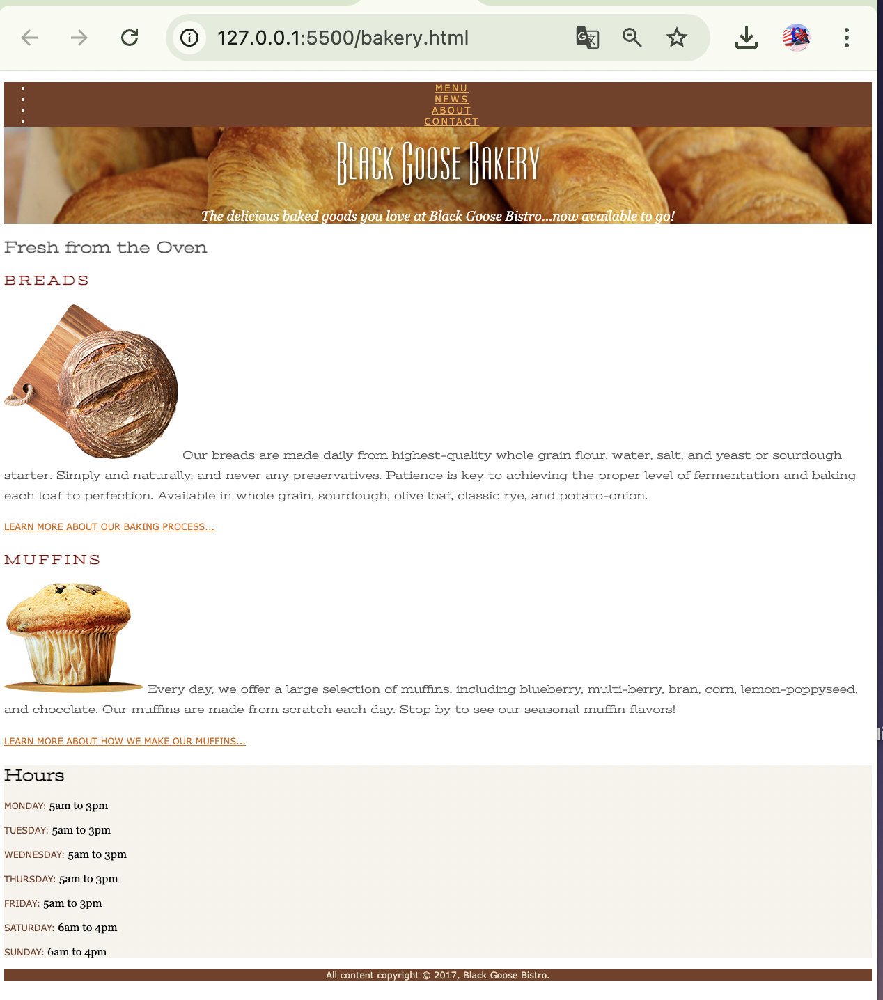 127.0.0.1:5500/bakery.html
MENU
NEWS
ABOUT
CONTACT
Black Goose Bakery
The delicious baked goods you love at Black Goose Bistro...now available to go!
Fresh from the Oven
BREADS
Our breads are made daily from highest-quality whole grain flour, water, salt, and yeast or sourdough
starter. Simply and naturally, and never any preservatives. Patience is key to achieving the proper level of fermentation and baking
each loaf to perfection. Available in whole grain, sourdough, olive loaf, classic rye, and potato-onion.
LEARN MORE ABOUT OUR BAKING PROCESS...
MUFFINS
Every day, we offer a large selection of muffins, including blueberry, multi-berry, bran, corn, lemon-poppyseed,
and chocolate. Our muffins are made from scratch each day. Stop by to see our seasonal muffin flavors!
LEARN MORE ABOUT HOW WE MAKE OUR MUFFINS...
Hours
MONDAY: 5am to 3pm
TUESDAY: 5am to 3pm
WEDNESDAY: 5am to 3pm
THURSDAY: 5am to 3pm
FRIDAY: 5am to 3pm
SATURDAY: 6am to 4pm
SUNDAY: 6am to 4pm
All content copyright © 2017, Black Goose Bistro.